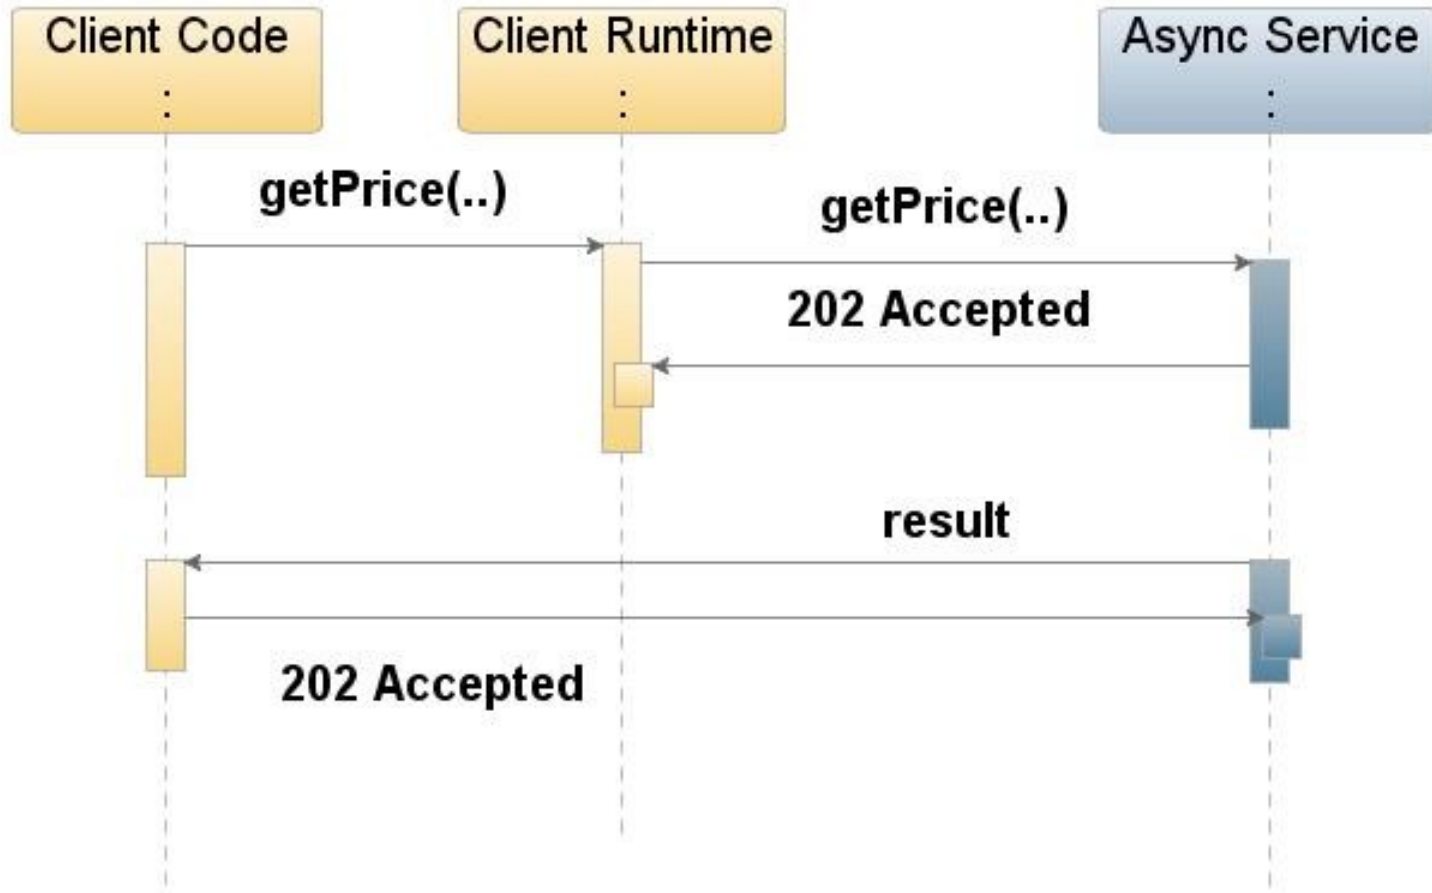 Client Code
:
Client Runtime
:
Async Service
:
getPrice(..)
getPrice(..)
202 Accepted
result
202 Accepted